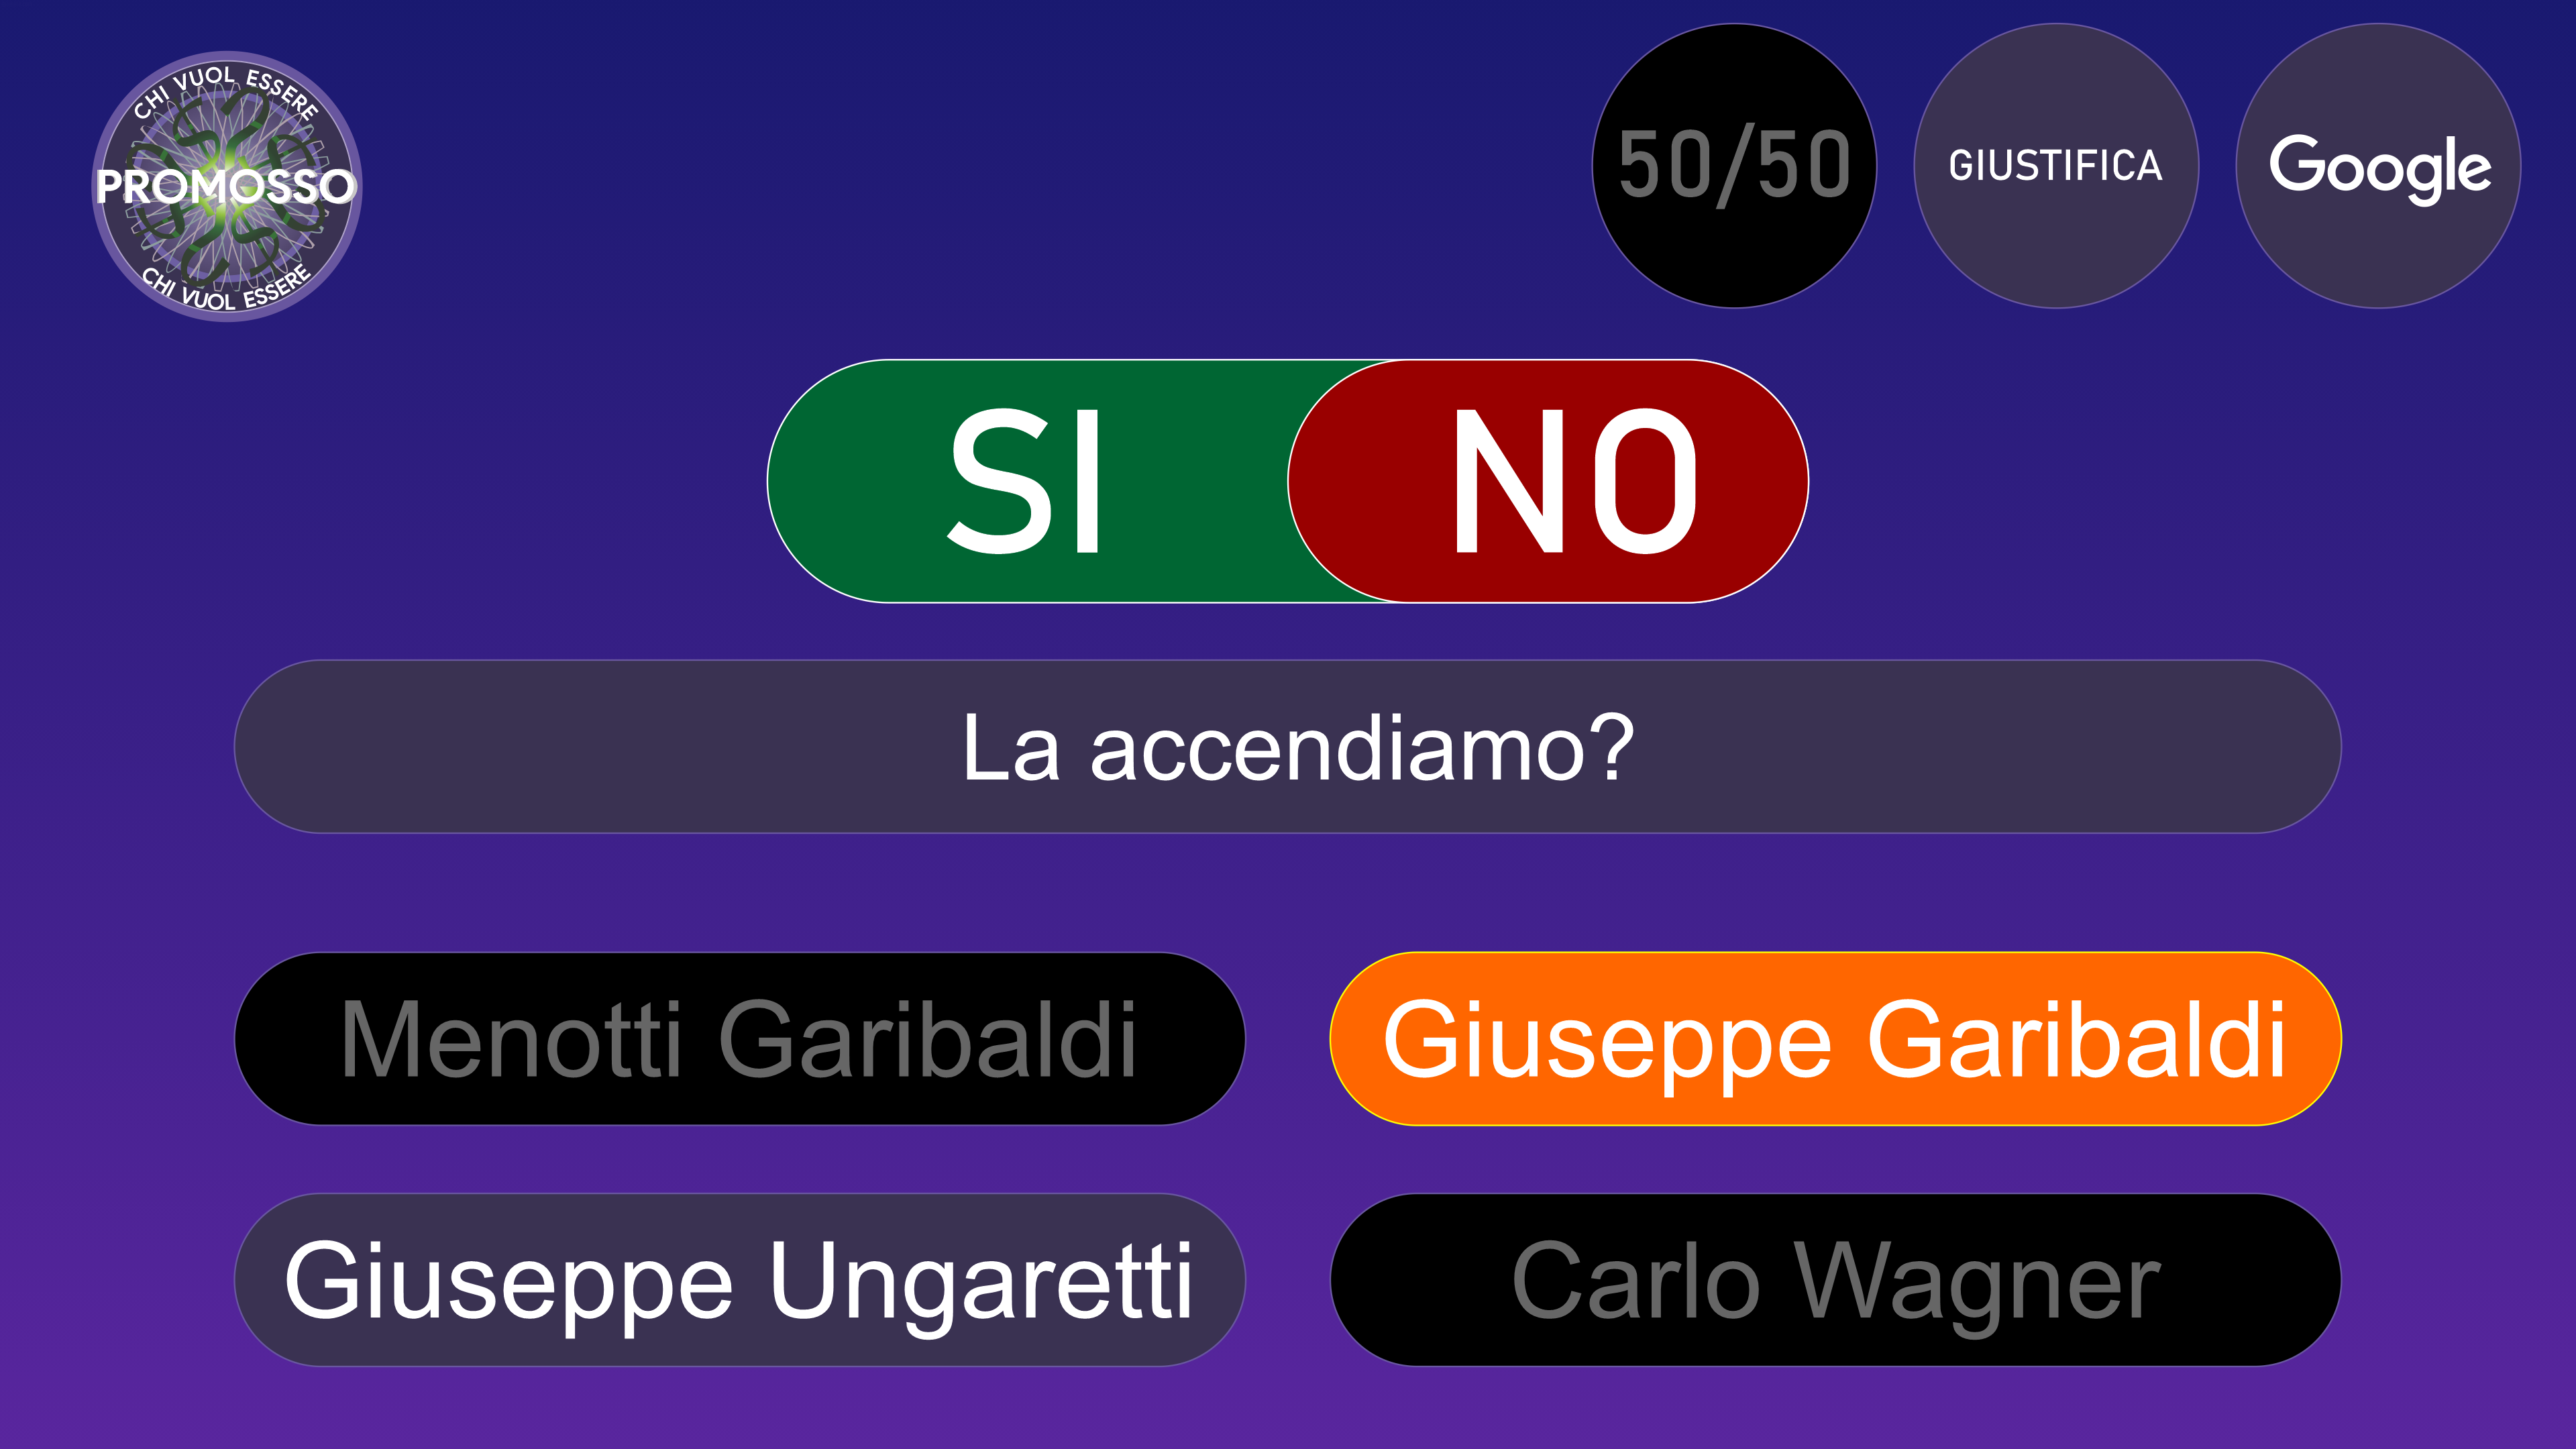 CHI VUOL ESSERE
PROMOSSO
CHI VUOL ESSERE
50/50
GIUSTIFICA
Google
SI
NO
La accendiamo?
Menotti Garibaldi
Giuseppe Garibaldi
Giuseppe Ungaretti
Carlo Wagner